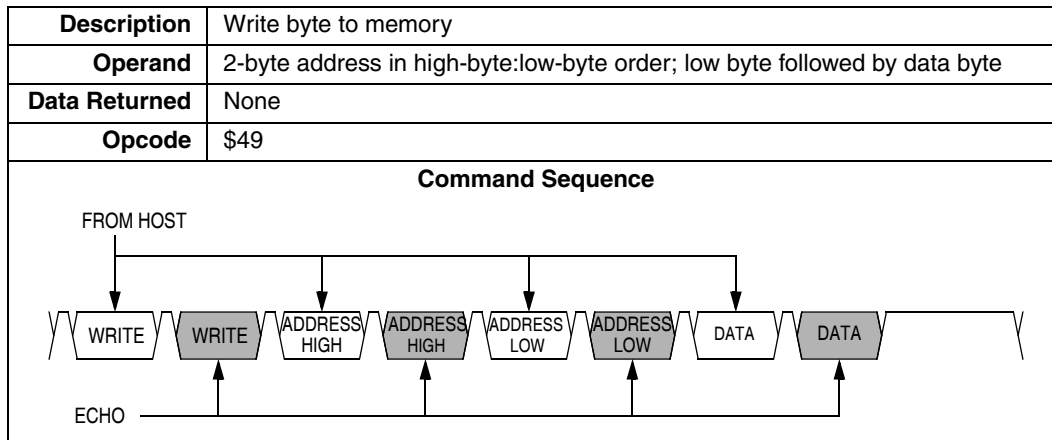 Description Write byte to memory
Operand 2-byte address in high-byte:low-byte order; low byte followed by data byte
Data Returned None
Opcode $49
Command Sequence
FROM HOST
WRITE WRITE ADDRESS HIGH ADDRESS HIGH ADDRESS LOW ADDRESS LOW DATA DATA
ECHO